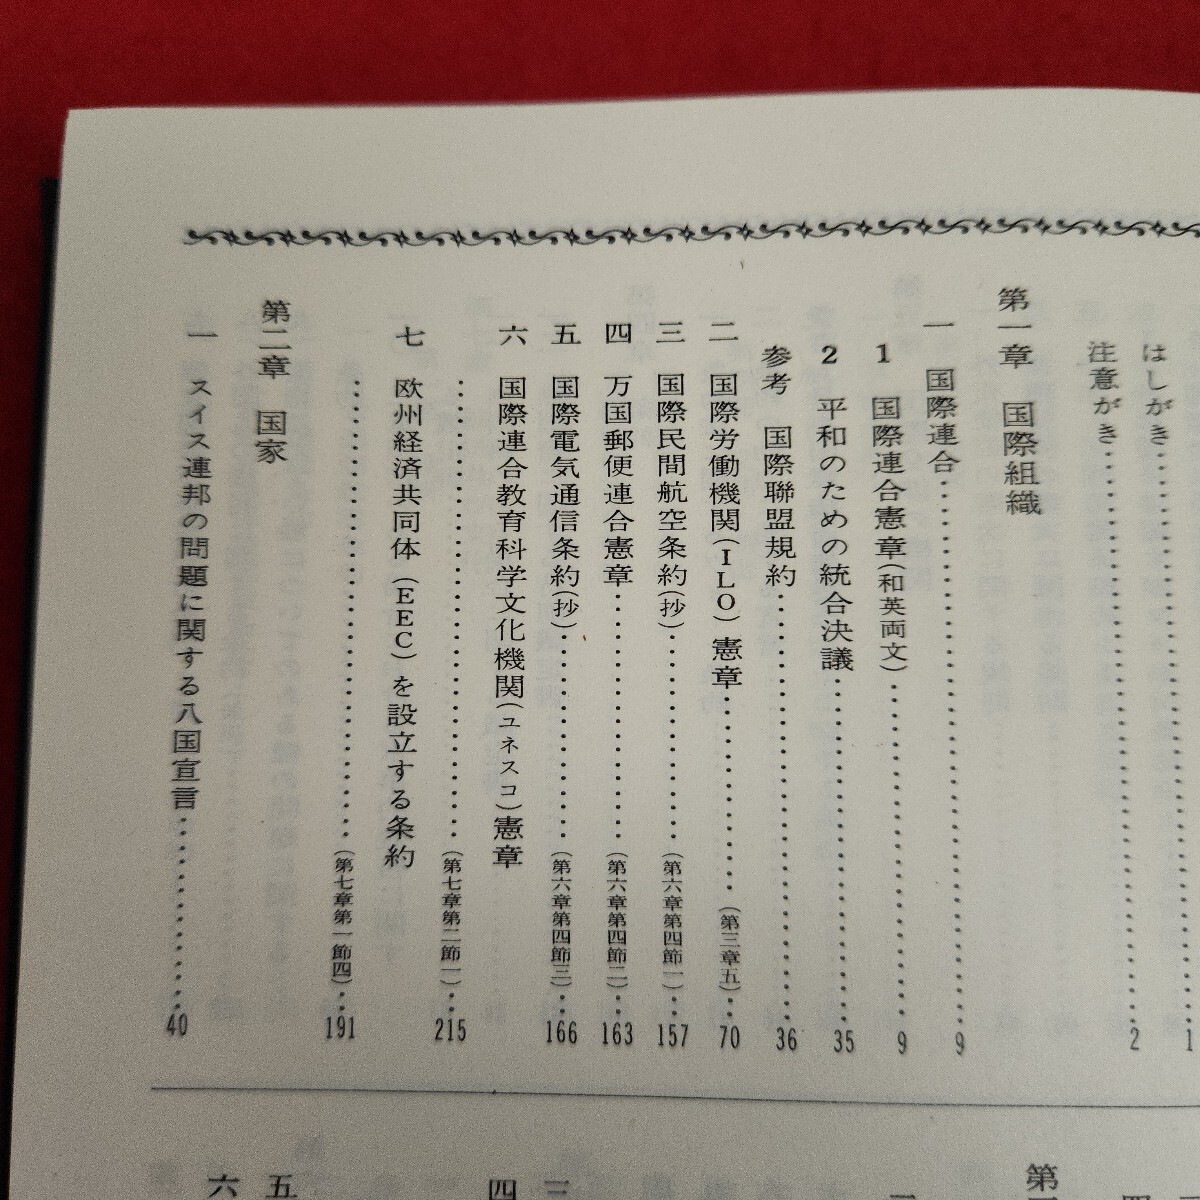 はしがき……1
注意がき……2
第一章 国際組織
一 国際連合……9
1 国際連合憲章(和英両文)……9
2 平和のための統合決議……35
参考 国際聯盟規約……36
二 国際労働機関(ILO)憲章……(第三章五)……70
三 国際民間航空条約(抄)……(第六章第四節一)……157
四 万国郵便連合憲章……(第六章第四節二)……163
五 国際電気通信条約(抄)……(第六章第四節三)……166
六 国際連合教育科学文化機関(ユネスコ)憲章
……(第七章第二節一)……215
七 欧州経済共同体(EEC)を設立する条約
……(第七章第一節四)……191
第二章 国家
一 スイス連邦の問題に関する八国宣言……40
第
三
四
五
六